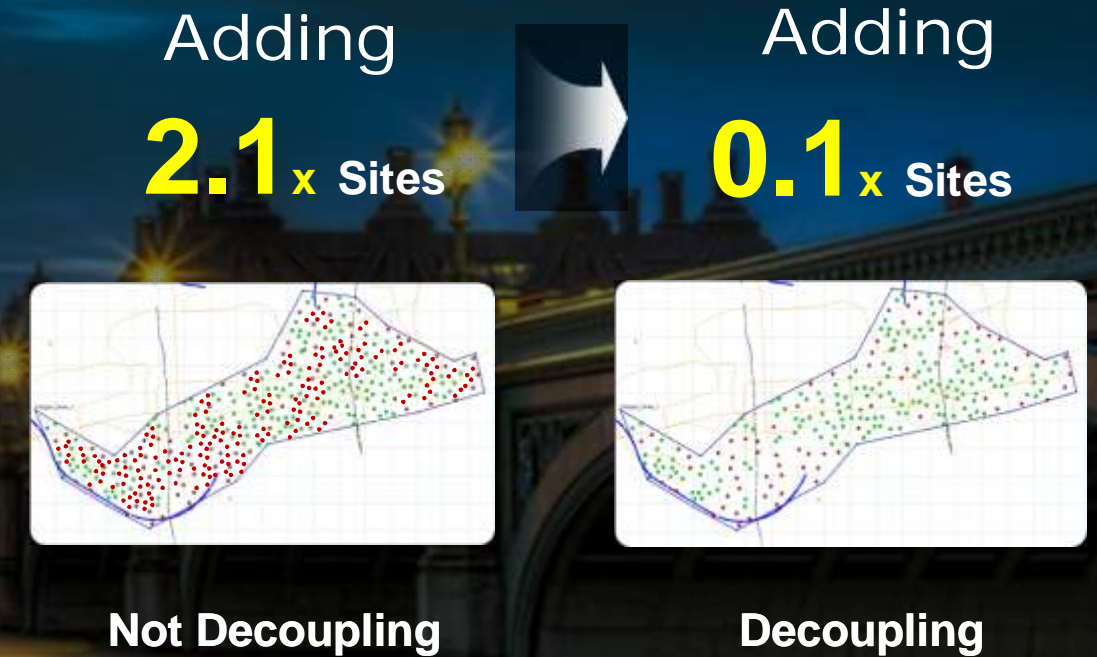 Adding
2.1x Sites
Not Decoupling
Adding
0.1x Sites
Decoupling